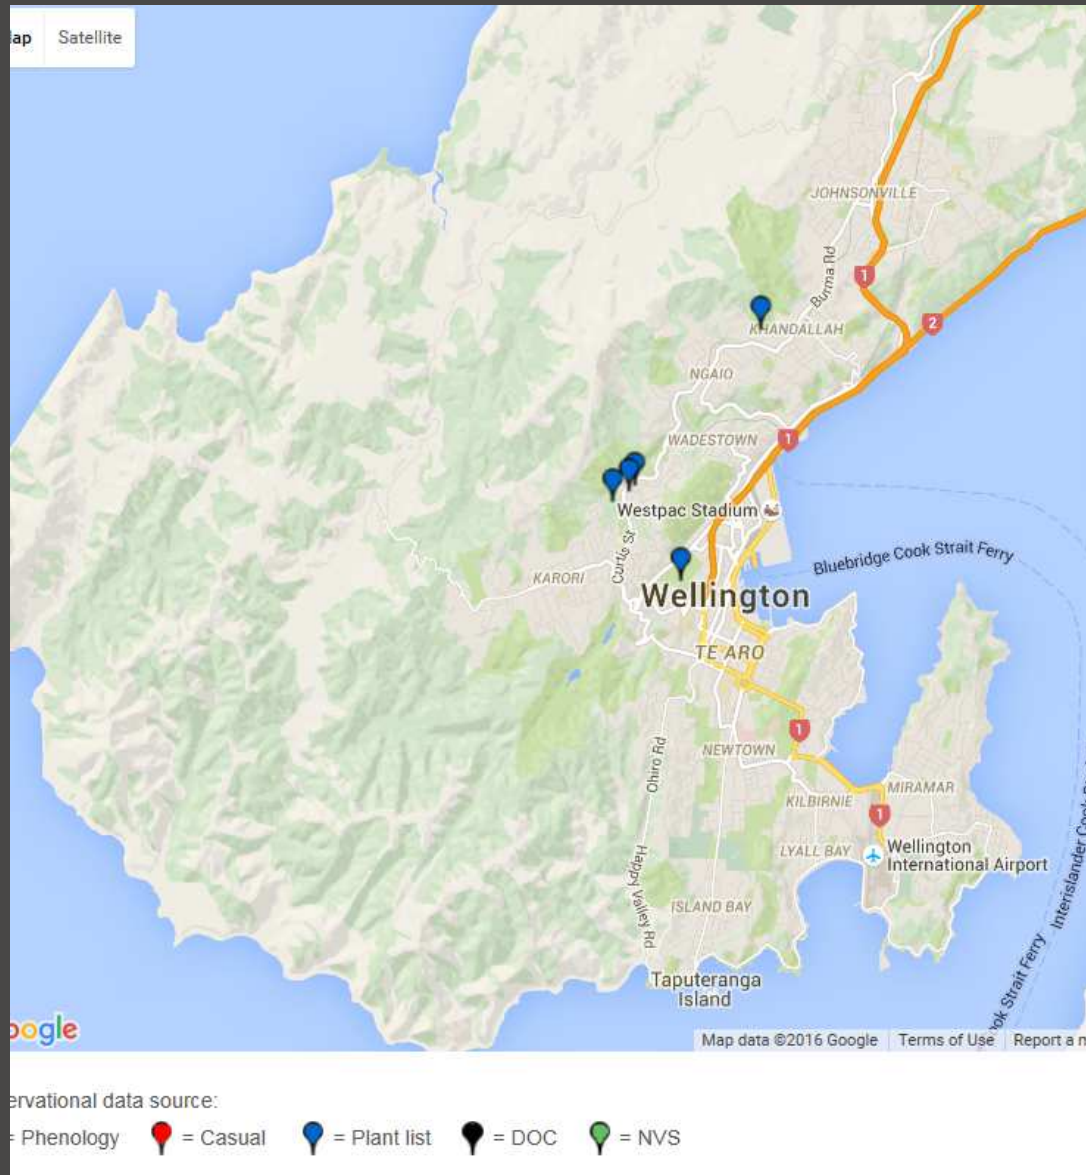 ap Satellite
JOHNSONVILLE
Burma Rd
1
KHANDALLAH
2
NGAIO
WADESTOWN
1
Westpac Stadium
Curtis St
Bluebridge Cook Strait Ferry
KARORI
Wellington
TE ARO
1
NEWTOWN
Ohiro Rd
MIRAMAR
KILBIRNIE
1
LYALL BAY
Wellington
International Airport
Happy Valley Rd
ISLAND BAY
Interislander Cook
ook Strait Ferry
Taputeranga
Island
oogle
Map data ©2016 Google Terms of Use Report a m
ervational data source:
= Phenology = Casual = Plant list = DOC = NVS